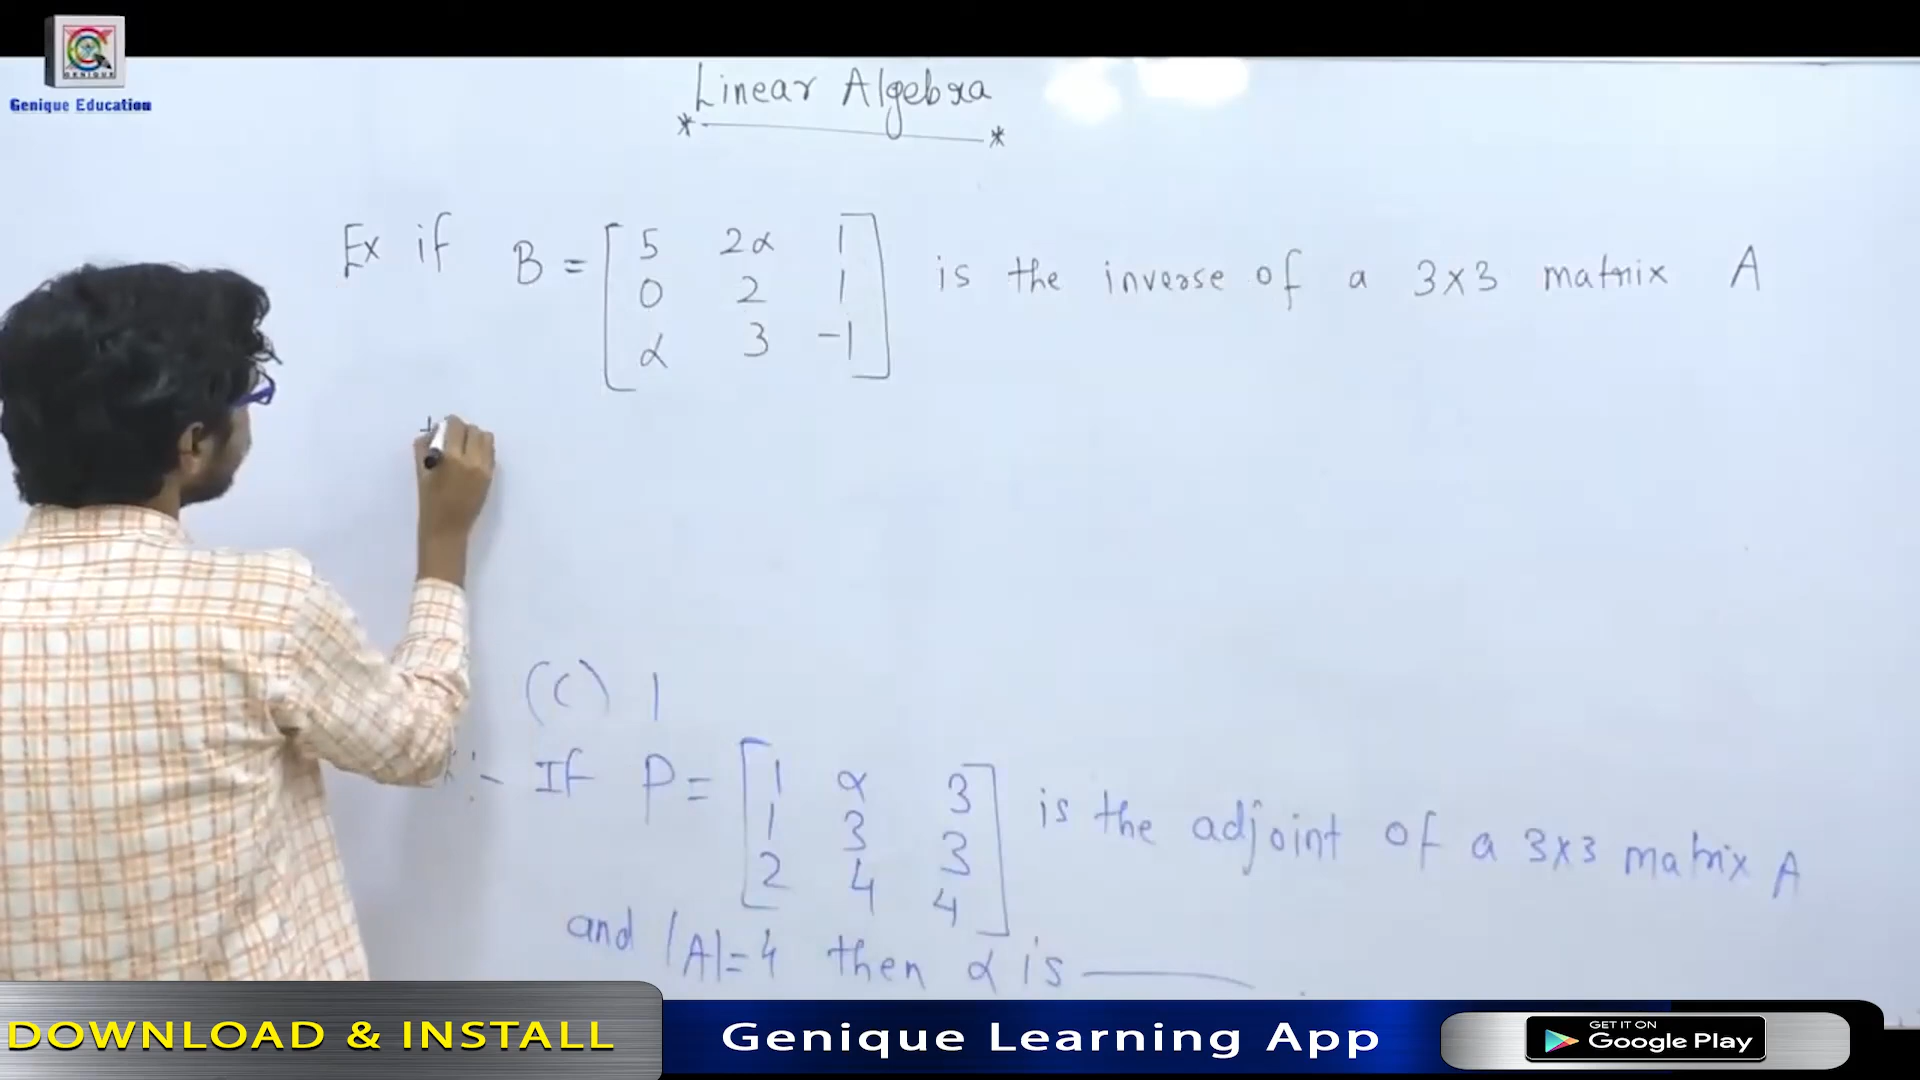 GENIQUE
Genique Education
Linear Algebra
Ex if B = [ 5 2α 1
0 2 1
α 3 -1 ] is the inverse of a 3x3 matrix A
(C) 1
If P = [ 1 α 3
1 3 3
2 4 4 ] is the adjoint of a 3x3 matrix A
and |A|=4 then α is ______.
DOWNLOAD & INSTALL
Genique Learning App
GET IT ON
Google Play